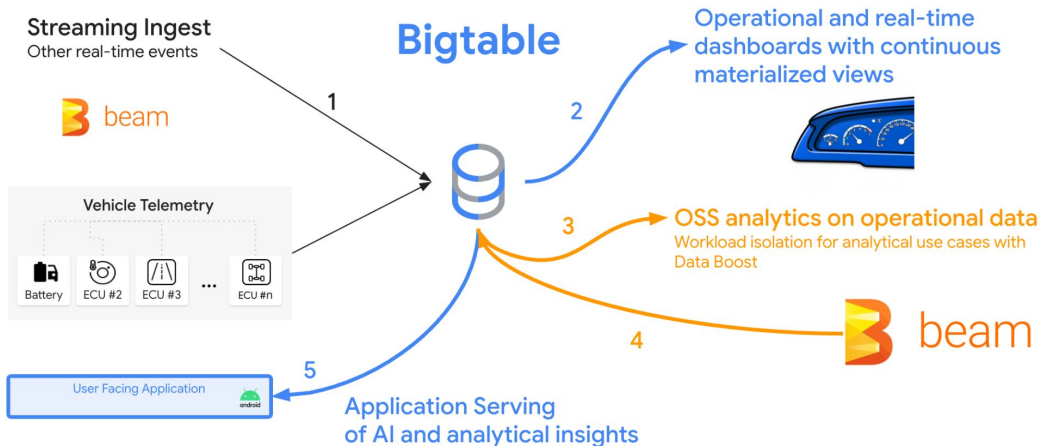 Streaming Ingest
Other real-time events
Bigtable
Operational and real-time
dashboards with continuous
materialized views
1
2
beam
Vehicle Telemetry
Battery
ECU #2
ECU #3
...
ECU #n
3
OSS analytics on operational data
Workload isolation for analytical use cases with
Data Boost
4
beam
5
User Facing Application
android
Application Serving
of AI and analytical insights